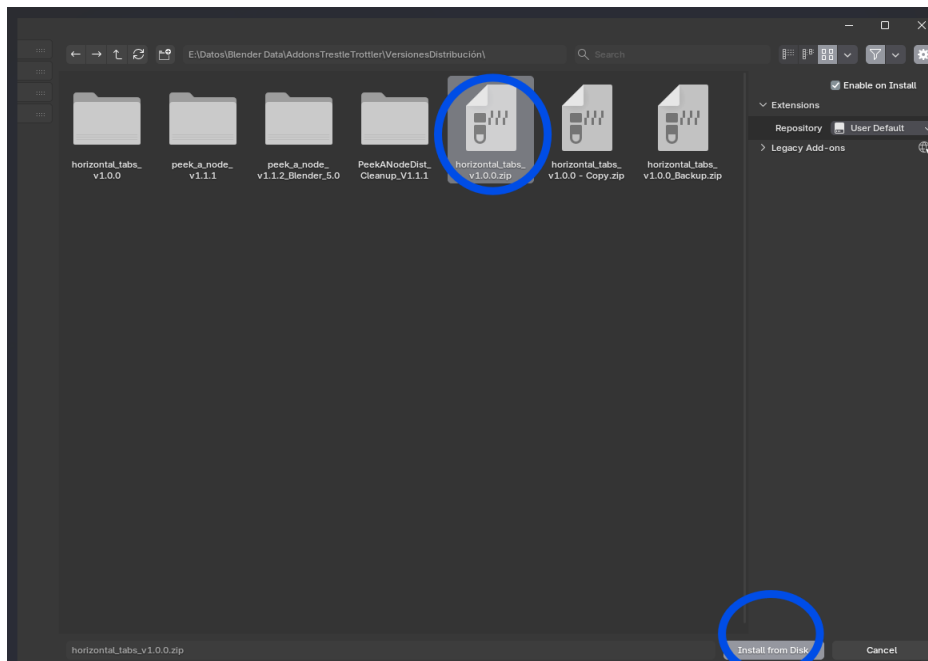 E:\Datos\Blender Data\AddonsTrestleTrottler\VersionesDistribución\
Search
Enable on Install
Extensions
Repository
User Default
Legacy Add-ons
horizontal_tabs_
v1.0.0
peek_a_node_
v1.1.1
peek_a_node_
v1.1.2_Blender_5.0
PeekANodeDist_
Cleanup_V1.1.1
horizontal_tabs_
v1.0.0.zip
horizontal_tabs_
v1.0.0 - Copy.zip
horizontal_tabs_
v1.0.0_Backup.zip
horizontal_tabs_v1.0.0.zip
Install from Disk
Cancel